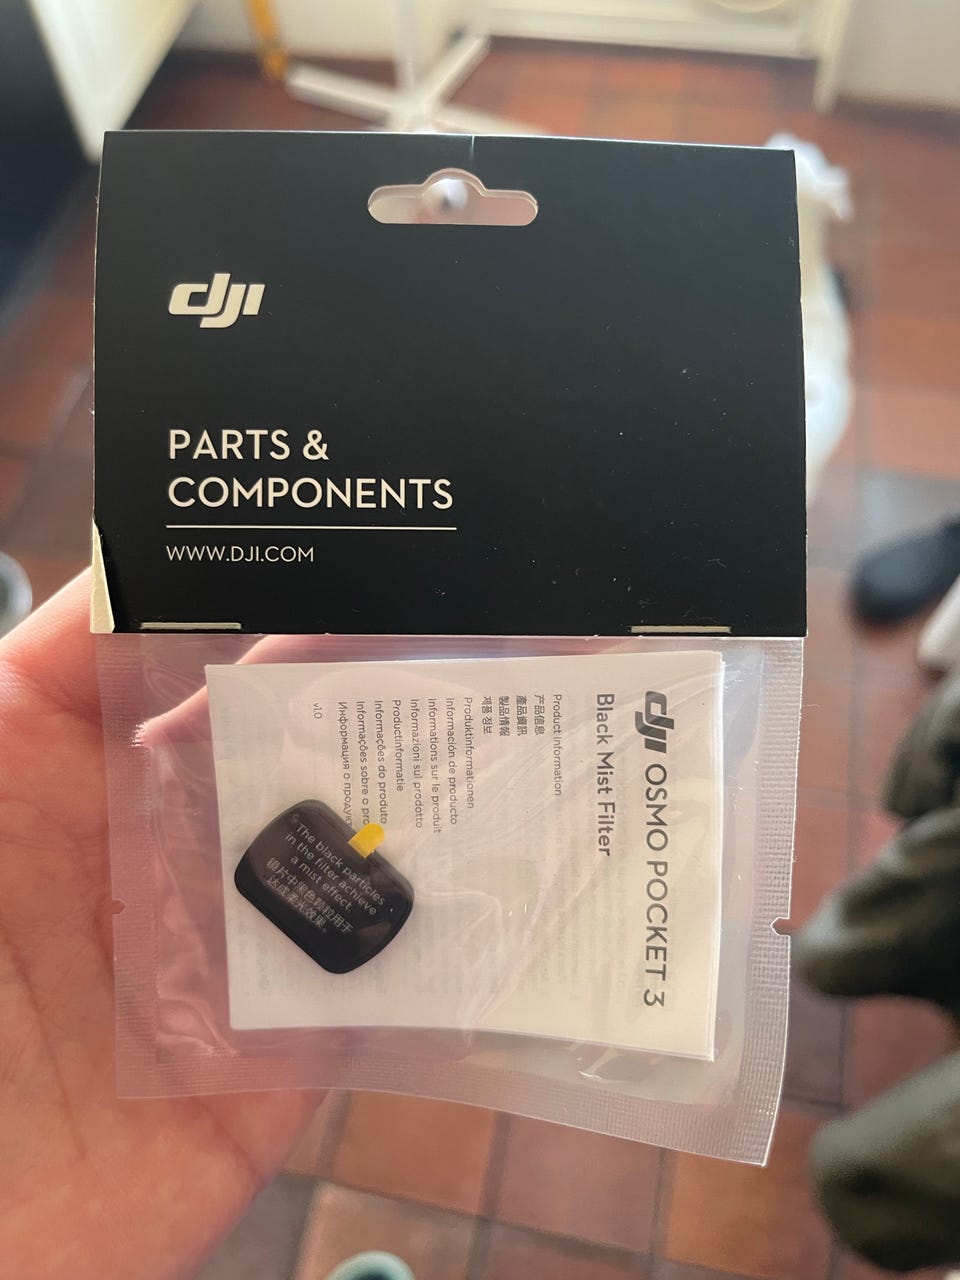 dji
PARTS &
COMPONENTS
WWW.DJI.COM
dji OSMO POCKET 3
Black Mist Filter
Product Information
产品信息
產品資訊
製品情報
제품 정보
Produktinformationen
Información de producto
Informations sur le produit
Informazioni sul prodotto
Productinformatie
Informações do produto
Informações sobre o
Информация о
v1.0
The black particles
in the filter achieve
a mist effect.
镜片中黑色颗粒用于
达成柔光效果。